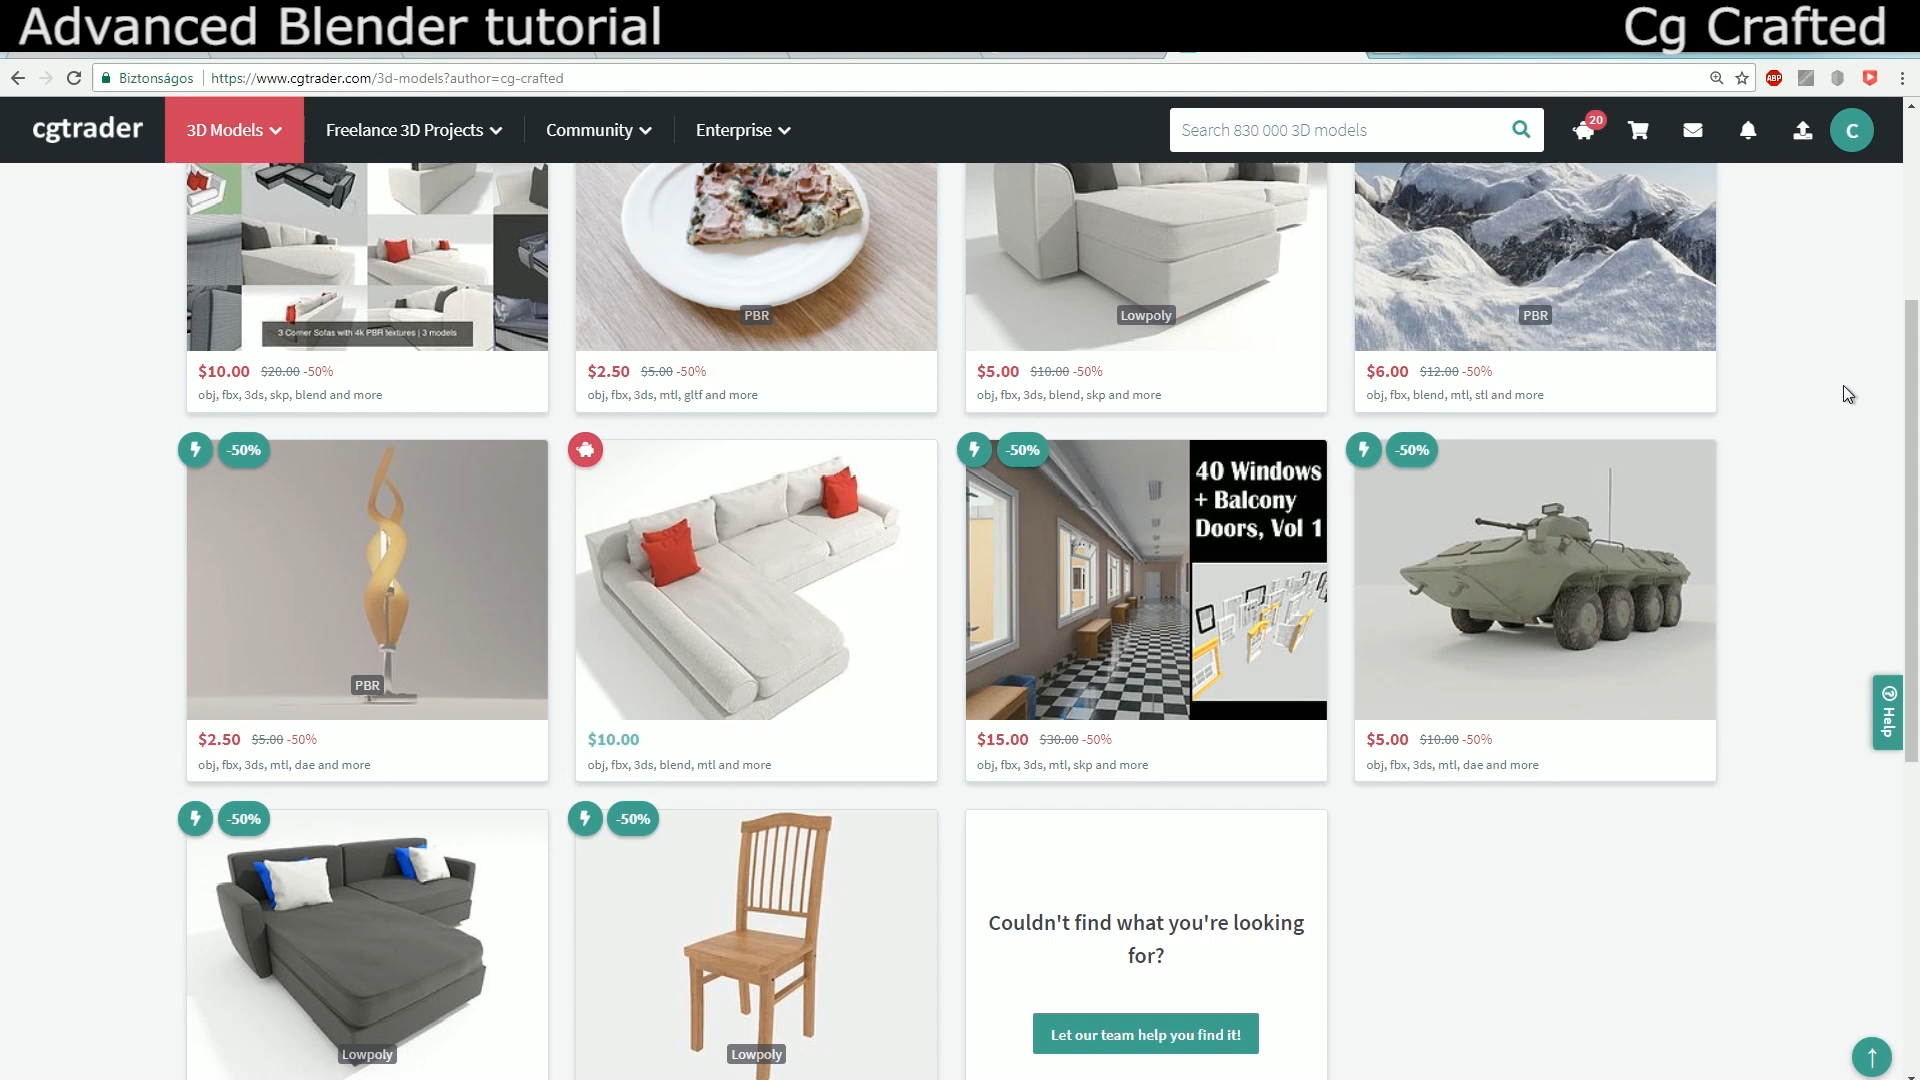 Advanced Blender tutorial
Cg Crafted
Biztonságos
https://www.cgtrader.com/3d-models?author=cg-crafted
ABP
cgtrader
3D Models
Freelance 3D Projects
Community
Enterprise
Search 830 000 3D models
20
C
3 Corner Sofas with 4k PBR textures | 3 models
PBR
Lowpoly
PBR
$10.00 $20.00 -50%
obj, fbx, 3ds, skp, blend and more
$2.50 $5.00 -50%
obj, fbx, 3ds, mtl, gltf and more
$5.00 $10.00 -50%
obj, fbx, 3ds, blend, skp and more
$6.00 $12.00 -50%
obj, fbx, blend, mtl, stl and more
-50%
PBR
$2.50 $5.00 -50%
obj, fbx, 3ds, mtl, dae and more
$10.00
obj, fbx, 3ds, blend, mtl and more
-50%
40 Windows
+ Balcony
Doors, Vol 1
$15.00 $30.00 -50%
obj, fbx, 3ds, mtl, skp and more
-50%
$5.00 $10.00 -50%
obj, fbx, 3ds, mtl, dae and more
Help
-50%
Lowpoly
-50%
Lowpoly
Couldn't find what you're looking
for?
Let our team help you find it!